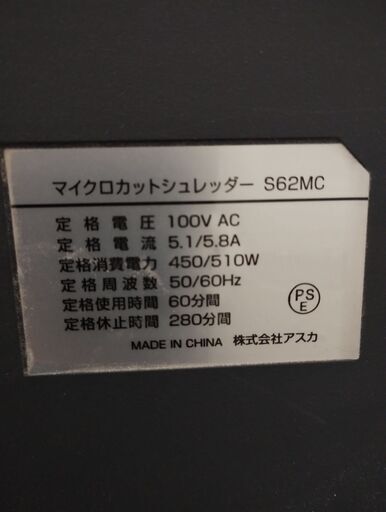 マイクロカットシュレッダー S62MC
定格電圧 100V AC
定格電流 5.1/5.8A
定格消費電力 450/510W
定格周波数 50/60Hz
定格使用時間 60分間
定格休止時間 280分間
PS
E
MADE IN CHINA 株式会社アスカ